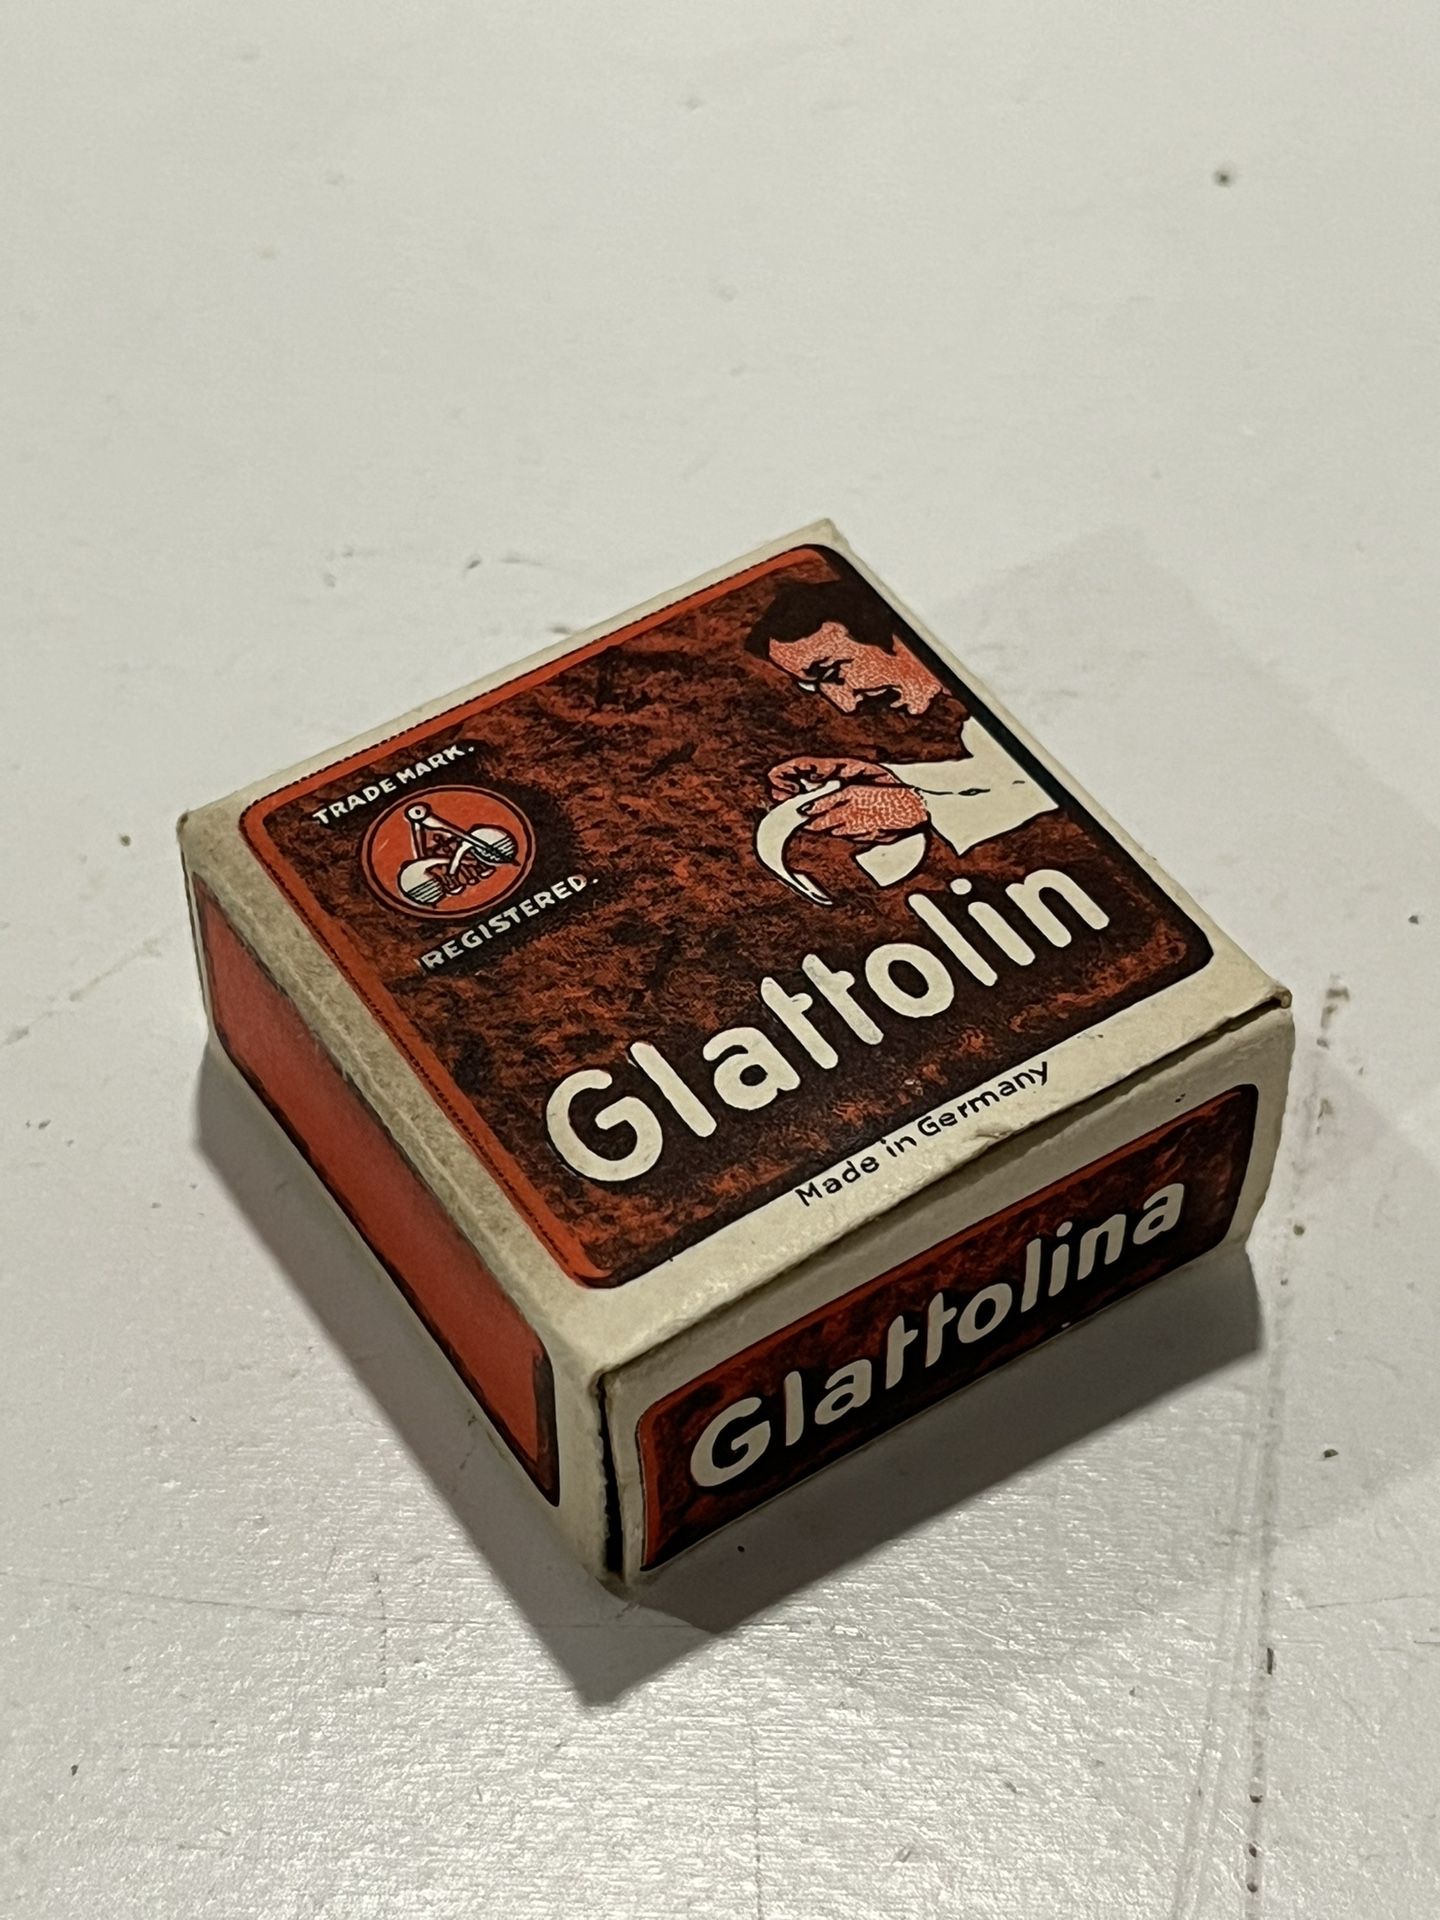 TRADE MARK.
REGISTERED.
Glattolin
Made in Germany
Glattolina